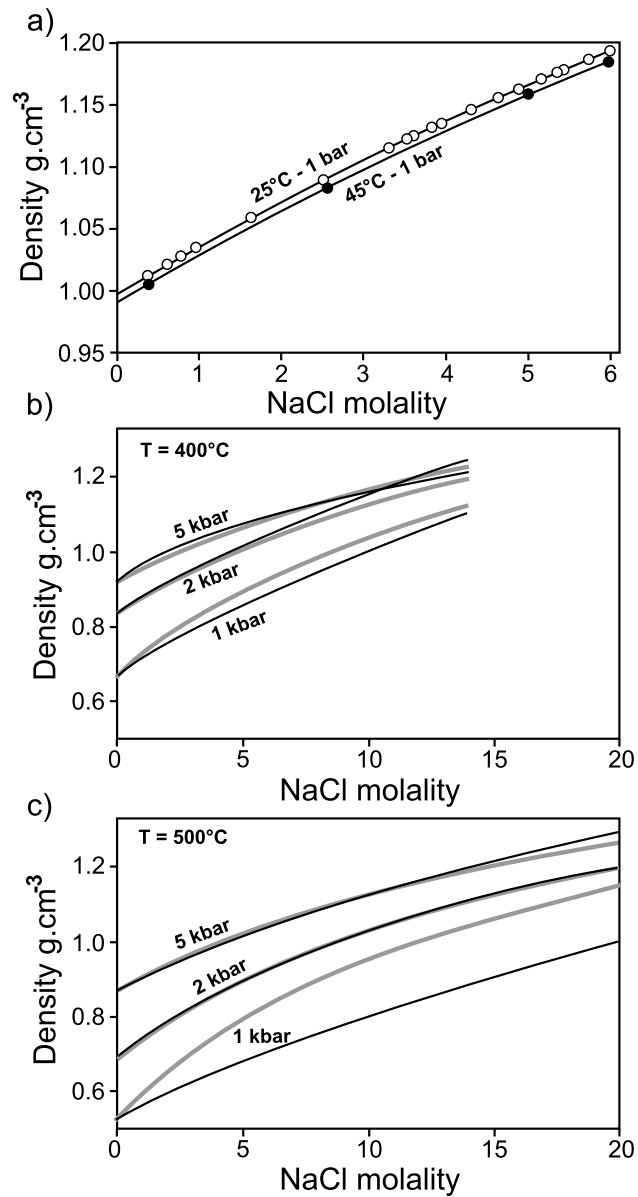 a)
1.20
1.15
1.10
1.05
1.00
0.95
Density g.cm-3
25°C - 1 bar
45°C - 1 bar
0 1 2 3 4 5 6
NaCl molality
b)
T = 400°C
1.2
1.0
0.8
0.6
Density g.cm-3
5 kbar
2 kbar
1 kbar
0 5 10 15 20
NaCl molality
c)
T = 500°C
1.2
1.0
0.8
0.6
Density g.cm-3
5 kbar
2 kbar
1 kbar
0 5 10 15 20
NaCl molality